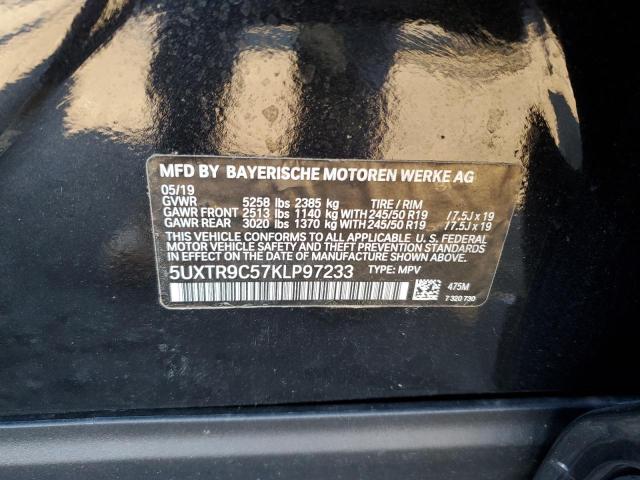 MFD BY BAYERISCHE MOTOREN WERKE AG
05/19
GVWR 5258 lbs 2385 kg TIRE / RIM
GAWR FRONT 2513 lbs 1140 kg WITH 245/50 R19 / 7.5J x 19
GAWR REAR 3020 lbs 1370 kg WITH 245/50 R19 / 7.5J x 19
THIS VEHICLE CONFORMS TO ALL APPLICABLE U. S. FEDERAL
MOTOR VEHICLE SAFETY, BUMPER, AND THEFT PREVENTION
STANDARDS IN EFFECT ON THE DATE OF MANUFACTURE SHOWN ABOVE.
5UXTR9C57KLP97233 TYPE: MPV
475M
7 320 730